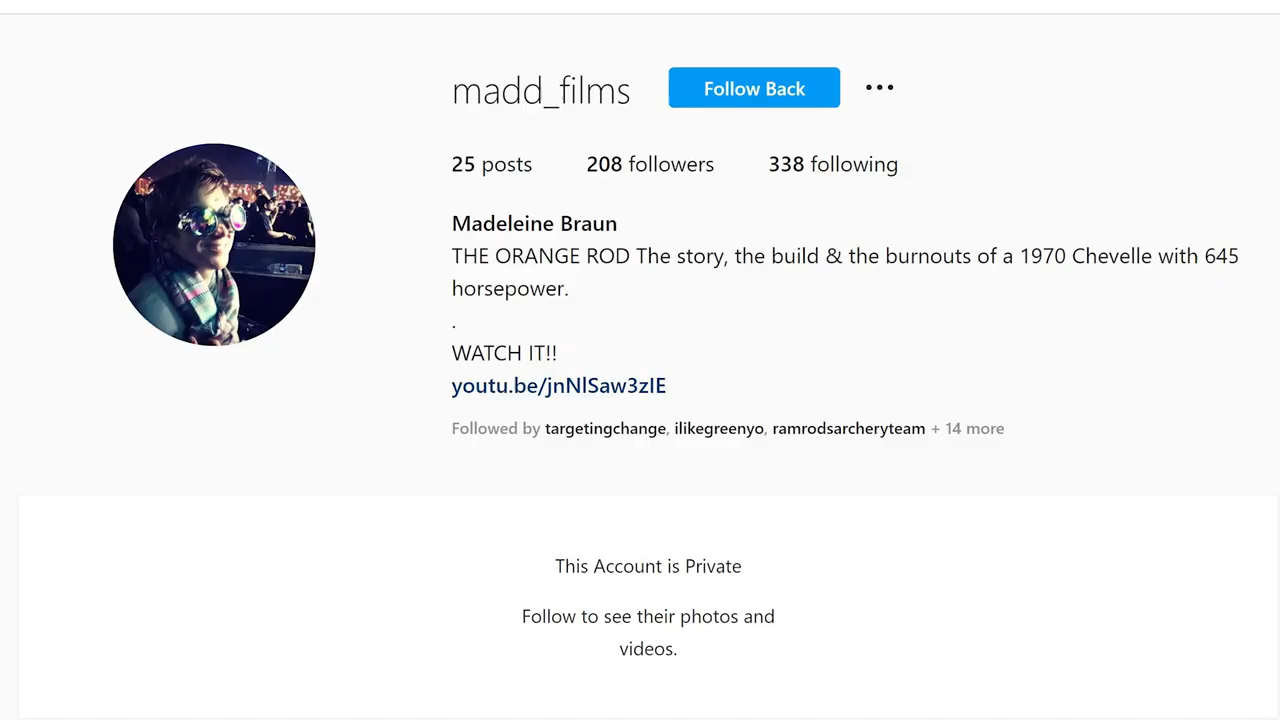 madd_films Follow Back
25 posts 208 followers 338 following
Madeleine Braun
THE ORANGE ROD The story, the build & the burnouts of a 1970 Chevelle with 645
horsepower.
.
WATCH IT!!
youtu.be/jnNlSaw3zIE
Followed by targetingchange, ilikegreenyo, ramrodsarcheryteam + 14 more
This Account is Private
Follow to see their photos and
videos.